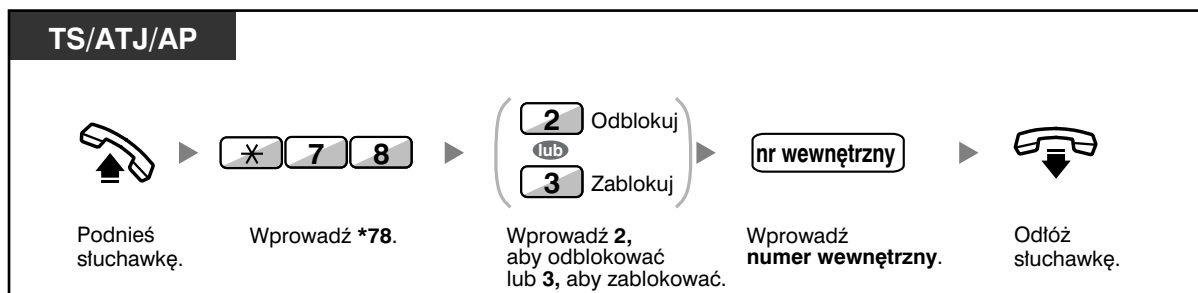 TS/ATJ/AP
* 7 8
2 Odblokuj
lub
3 Zablokuj
nr wewnętrzny
Podnieś
słuchawkę.
Wprowadź *78.
Wprowadź 2,
aby odblokować
lub 3, aby zablokować.
Wprowadź
numer wewnętrzny.
Odłóż
słuchawkę.